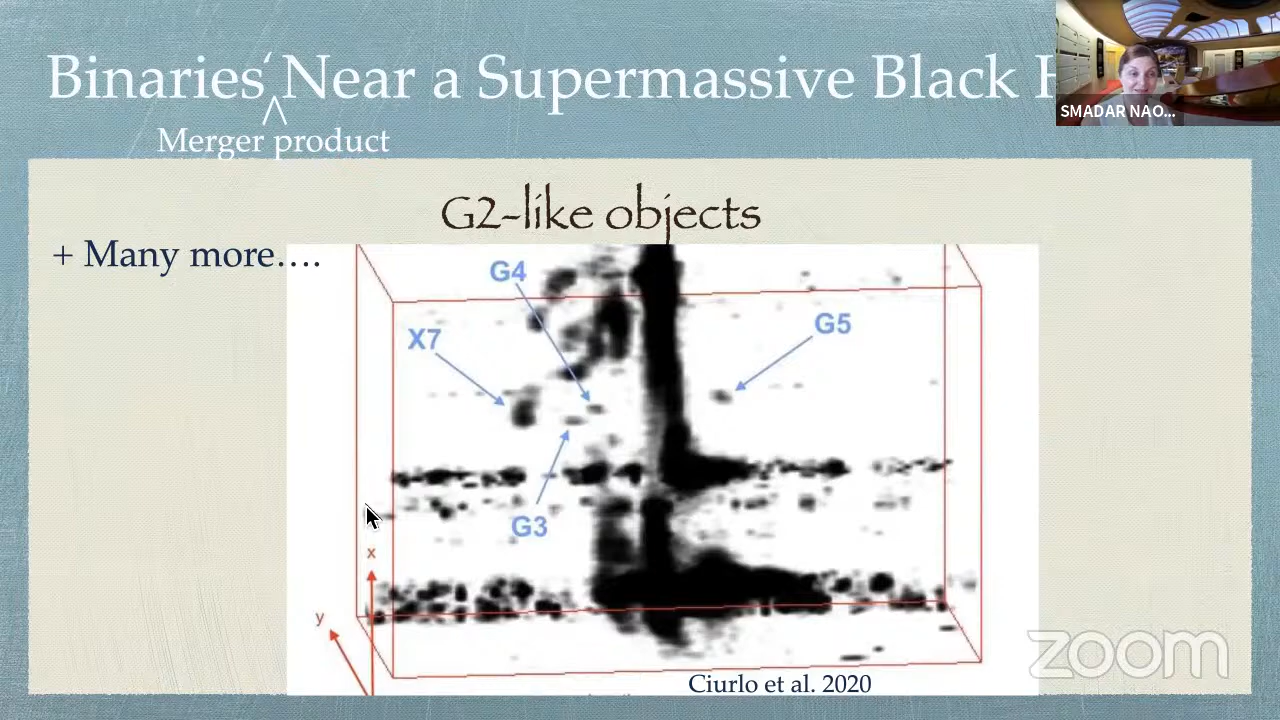 Binaries‘ Near a Supermassive Black
^
Merger product
SMADAR NAO...
G2-like objects
+ Many more….
G4
X7
G5
G3
x
y
zoom
Ciurlo et al. 2020